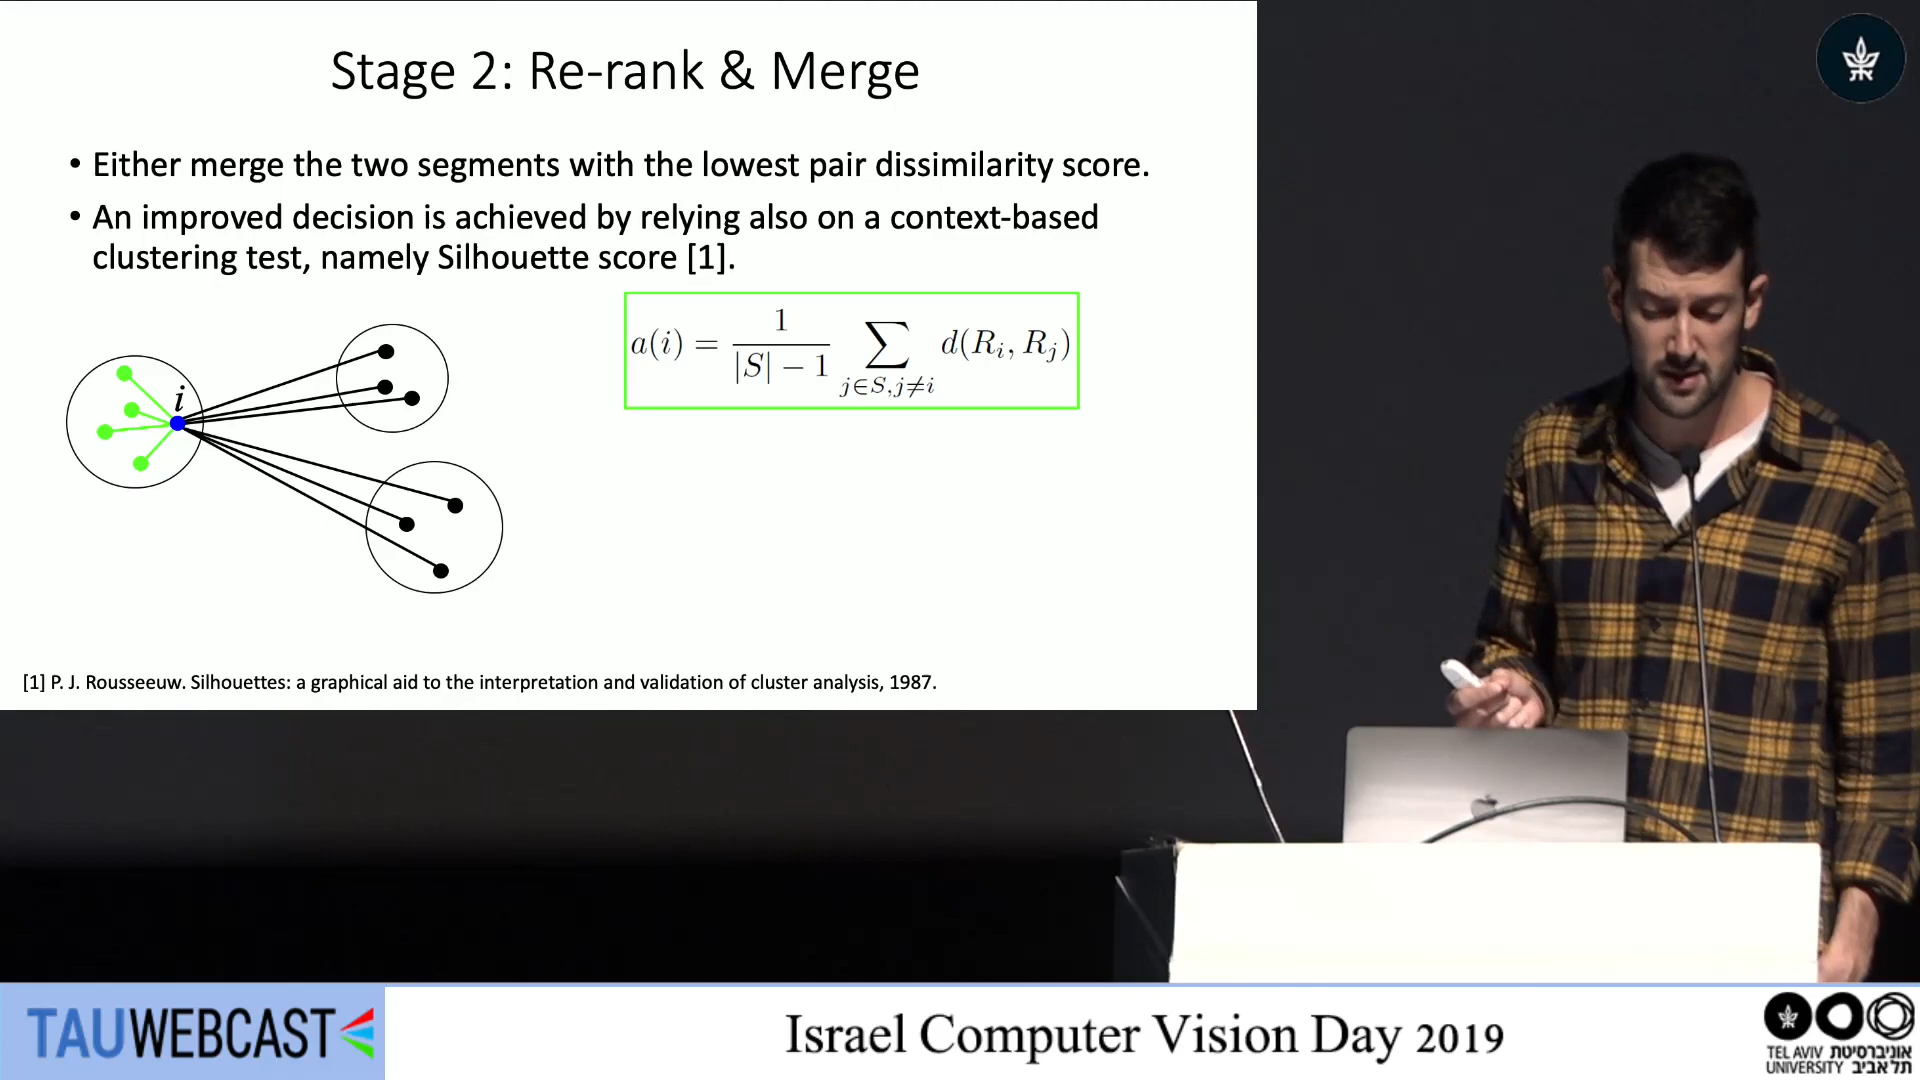 Stage 2: Re-rank & Merge
• Either merge the two segments with the lowest pair dissimilarity score.
• An improved decision is achieved by relying also on a context-based
clustering test, namely Silhouette score [1].
a(i) = \frac{1}{|S| - 1} \sum_{j∈S,j≠i} d(R_i, R_j)
i
[1] P. J. Rousseeuw. Silhouettes: a graphical aid to the interpretation and validation of cluster analysis, 1987.
TAUWEBCAST
Israel Computer Vision Day 2019
TEL AVIV אוניברסיטת
UNIVERSITY תל אביב